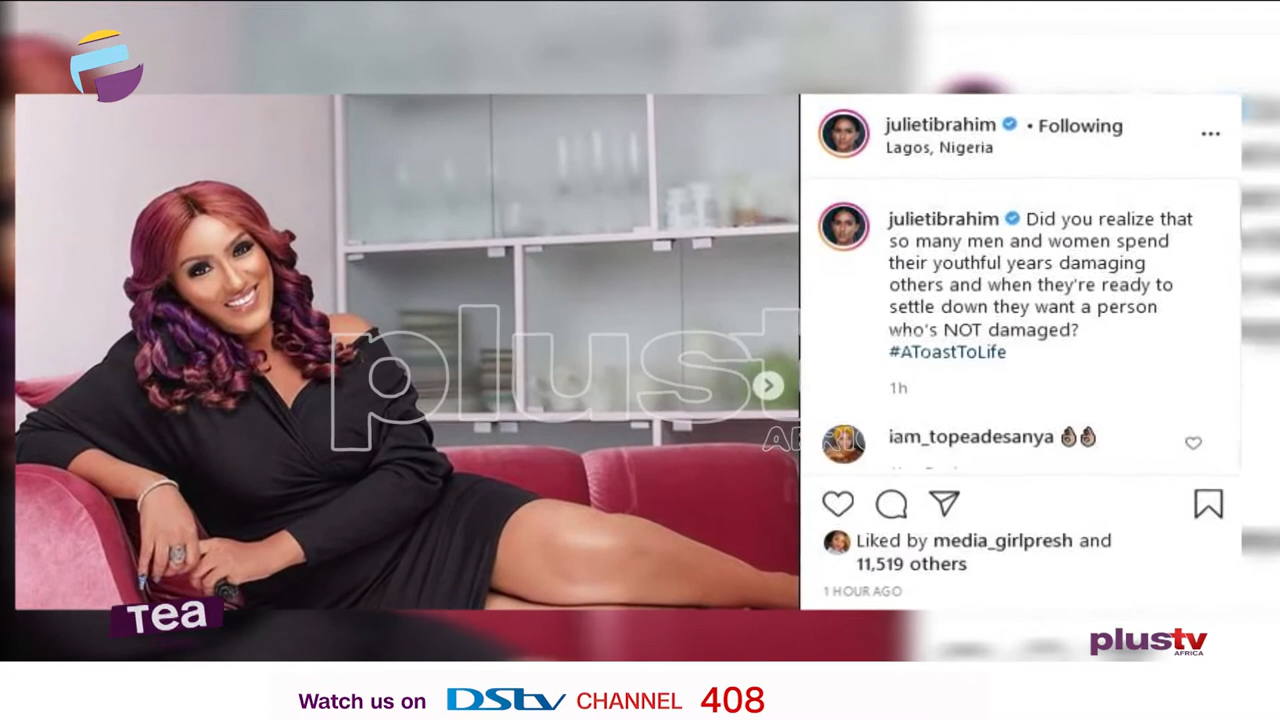 julietibrahim • Following
Lagos, Nigeria
julietibrahim Did you realize that
so many men and women spend
their youthful years damaging
others and when they're ready to
settle down they want a person
who's NOT damaged?
#AToastToLife
1h
iam_topeadesanya 👌🏾👌🏾
Liked by media_girlpresh and
11,519 others
1 HOUR AGO
plust
AFRIC
Tea
plustv
AFRICA
Watch us on DStv CHANNEL 408